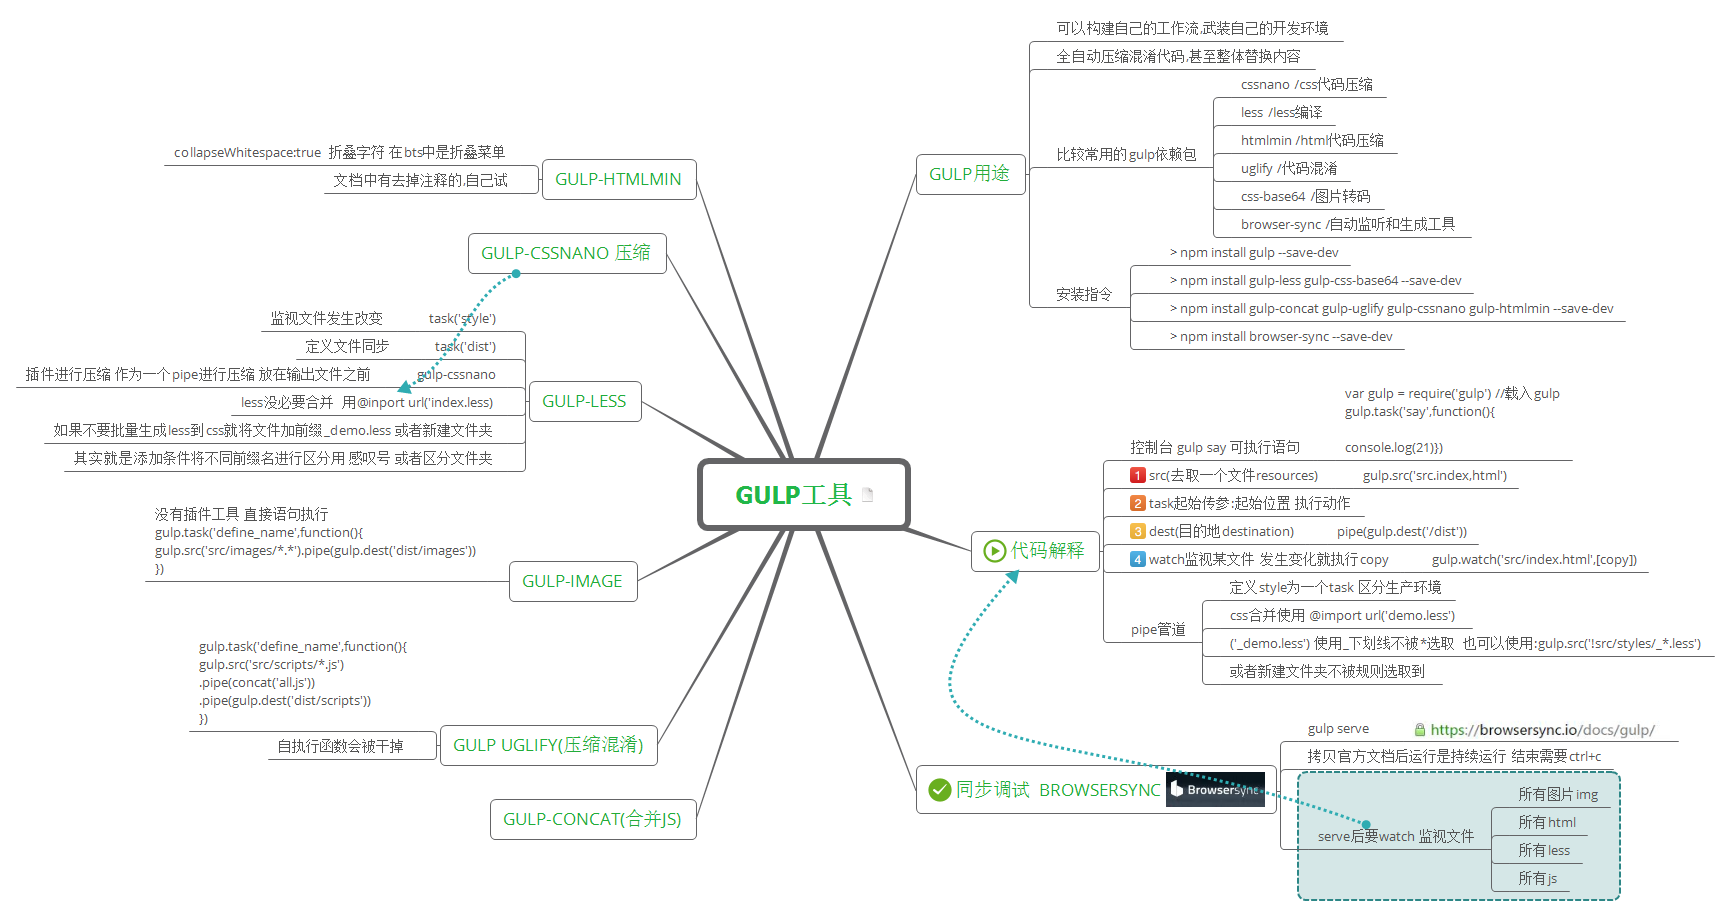 GULP工具
GULP用途
可以构建自己的工作流,武装自己的开发环境
全自动压缩混淆代码,甚至整体替换内容
比较常用的gulp依赖包
cssnano /css代码压缩
less /less编译
htmlmin /html代码压缩
uglify /代码混淆
css-base64 /图片转码
browser-sync /自动监听和生成工具
安装指令
> npm install gulp --save-dev
> npm install gulp-less gulp-css-base64 --save-dev
> npm install gulp-concat gulp-uglify gulp-cssnano gulp-htmlmin --save-dev
> npm install browser-sync --save-dev
代码解释
var gulp = require('gulp') //载入gulp
gulp.task('say',function(){
控制台 gulp say 可执行语句 console.log(21)})
1 src(去取一个文件resources) gulp.src('src.index,html')
2 task起始传参:起始位置 执行动作
3 dest(目的地destination) pipe(gulp.dest('/dist'))
4 watch监视某文件 发生变化就执行copy gulp.watch('src/index.html',[copy])
pipe管道
定义style为一个task 区分生产环境
css合并使用 @import url('demo.less')
('_demo.less') 使用_下划线不被*选取 也可以使用:gulp.src('!src/styles/_*.less')
或者新建文件夹不被规则选取到
同步调试 BROWSERSYNC Browsersync
gulp serve https://browsersync.io/docs/gulp/
拷贝官方文档后运行是持续运行 结束需要ctrl+c
serve后要watch 监视文件
所有图片img
所有html
所有less
所有js
GULP-HTMLMIN
collapseWhitespace:true 折叠字符 在bts中是折叠菜单
文档中有去掉注释的,自己试
GULP-CSSNANO 压缩
GULP-LESS
监视文件发生改变 task('style')
定义文件同步 task('dist')
插件进行压缩 作为一个pipe进行压缩 放在输出文件之前 gulp-cssnano
less没必要合并 用@inport url('index.less)
如果不要批量生成less到css就将文件加前缀_demo.less 或者新建文件夹
其实就是添加条件将不同前缀名进行区分用 感叹号 或者区分文件夹
GULP-IMAGE
没有插件工具 直接语句执行
gulp.task('define_name',function(){
gulp.src('src/images/*.*').pipe(gulp.dest('dist/images'))
})
GULP UGLIFY(压缩混淆)
gulp.task('define_name',function(){
gulp.src('src/scripts/*.js')
.pipe(concat('all.js'))
.pipe(gulp.dest('dist/scripts'))
})
自执行函数会被干掉
GULP-CONCAT(合并JS)